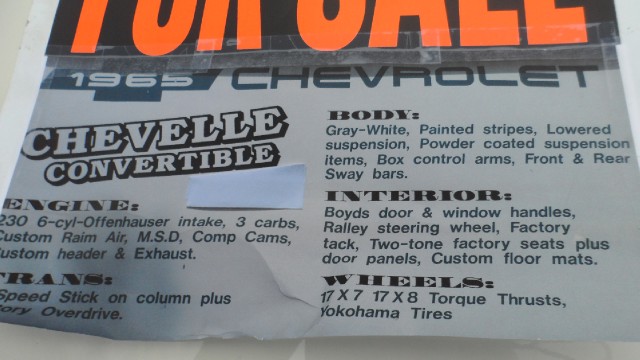 FOR SALE
1965 CHEVROLET
CHEVELLE
CONVERTIBLE
ENGINE:
230 6-cyl-Offenhauser intake, 3 carbs,
Custom Raim Air, M.S.D, Comp Cams,
Custom header & Exhaust.
TRANS:
Speed Stick on column plus
Overdrive.
BODY:
Gray-White, Painted stripes, Lowered
suspension, Powder coated suspension
items, Box control arms, Front & Rear
Sway bars.
INTERIOR:
Boyds door & window handles,
Ralley steering wheel, Factory
tack, Two-tone factory seats plus
door panels, Custom floor mats.
WHEELS:
17 X 7 17 X 8 Torque Thrusts,
Yokohama Tires